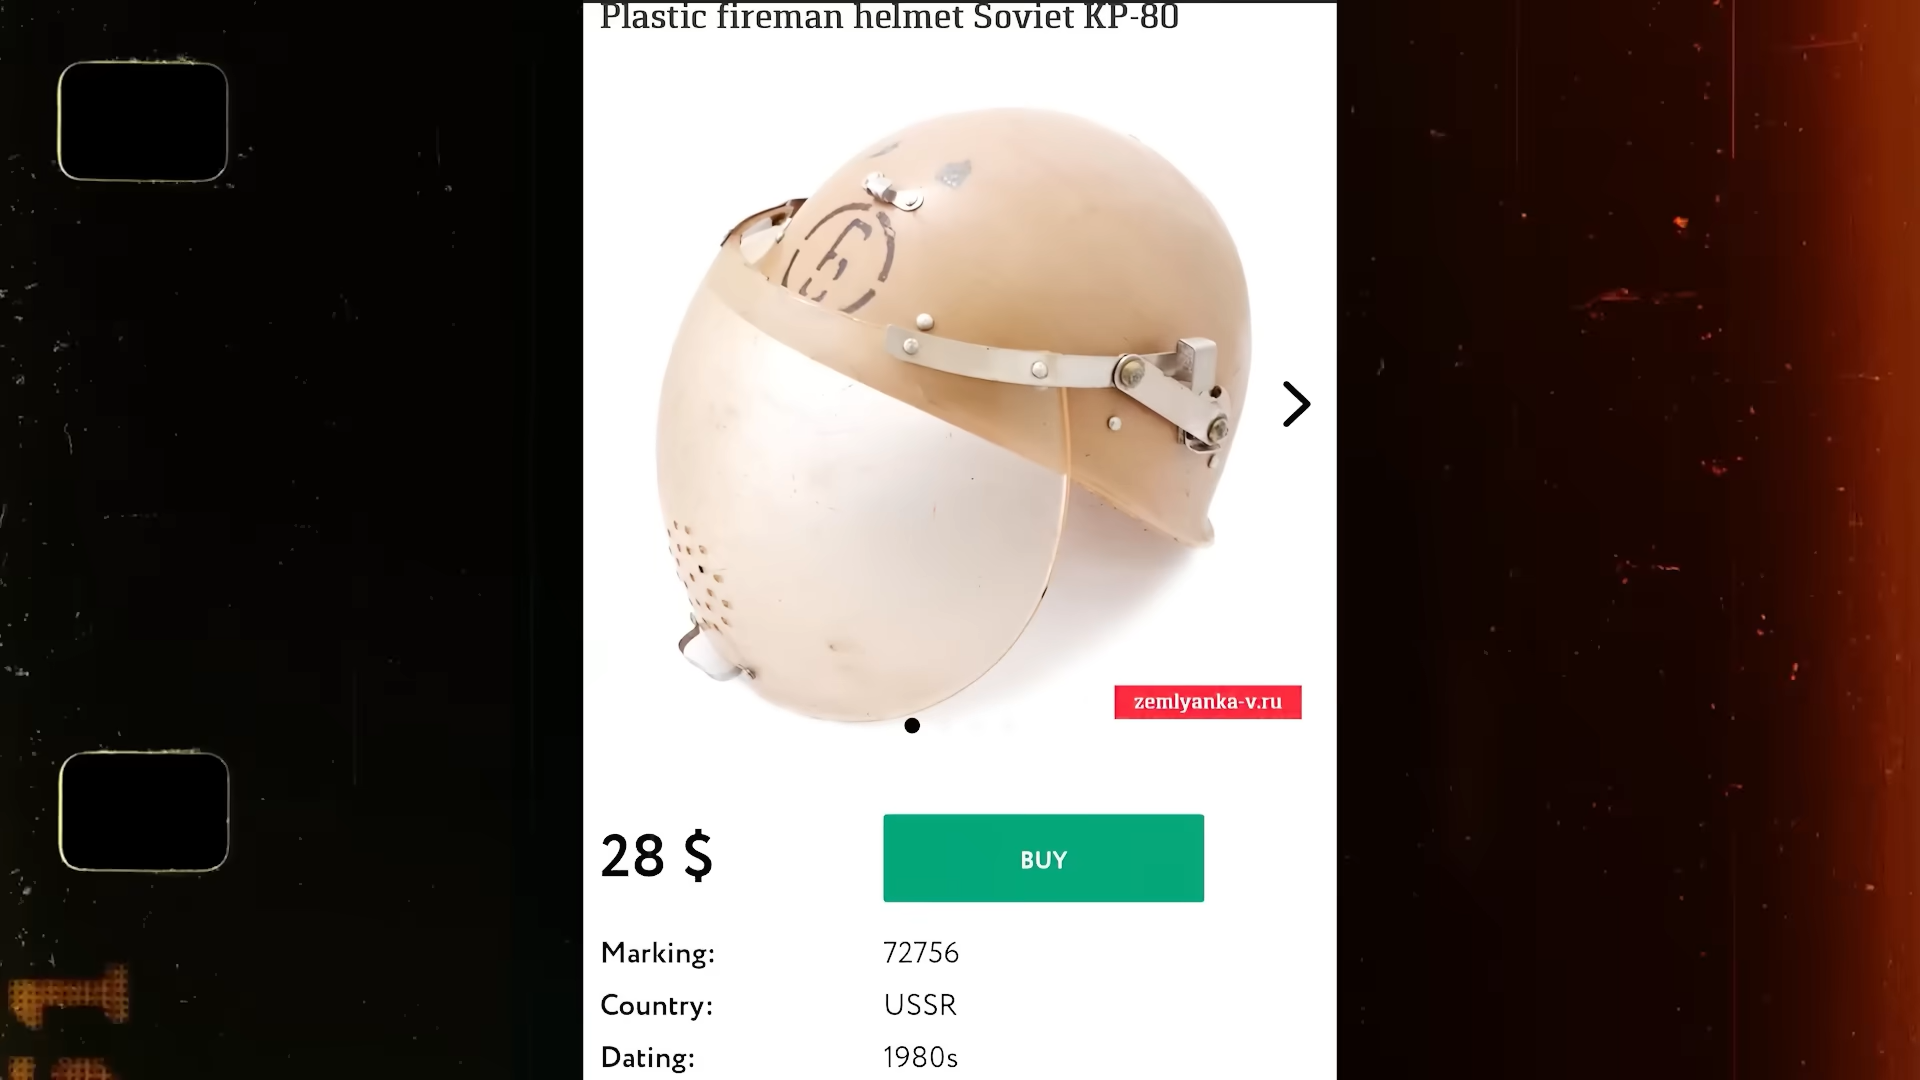 Plastic fireman helmet Soviet KP-80
zemlyanka-v.ru
28 $
BUY
Marking: 72756
Country: USSR
Dating: 1980s